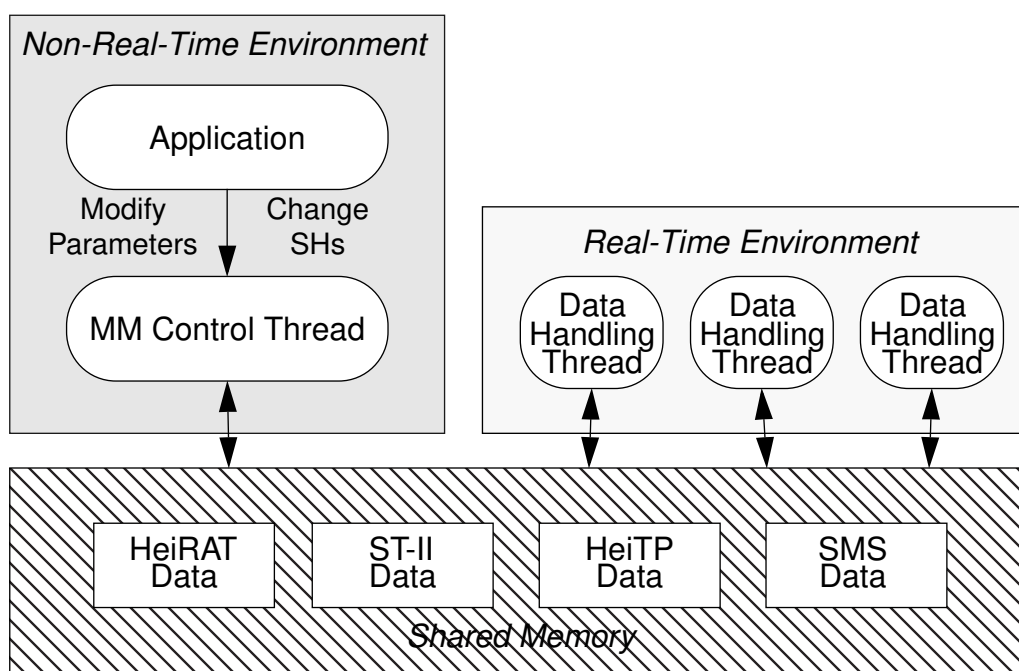 Non-Real-Time Environment
Application
Modify
Parameters
Change
SHs
MM Control Thread
Real-Time Environment
Data
Handling
Thread
Data
Handling
Thread
Data
Handling
Thread
HeiRAT
Data
ST-II
Data
HeiTP
Data
SMS
Data
Shared Memory